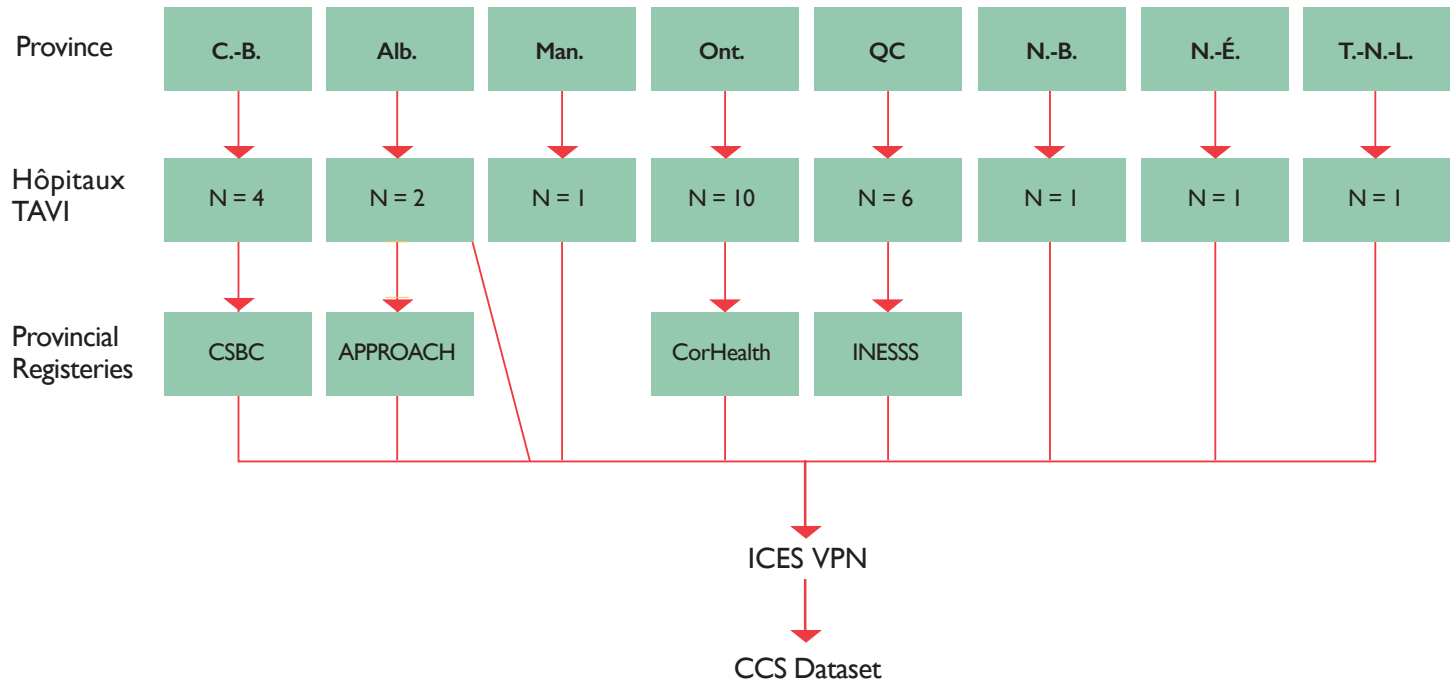 Province
C.-B.
Alb.
Man.
Ont.
QC
N.-B.
N.-É.
T.-N.-L.
Hôpitaux
TAVI
N = 4
N = 2
N = 1
N = 10
N = 6
N = 1
N = 1
N = 1
Provincial
Registeries
CSBC
APPROACH
CorHealth
INESSS
ICES VPN
CCS Dataset